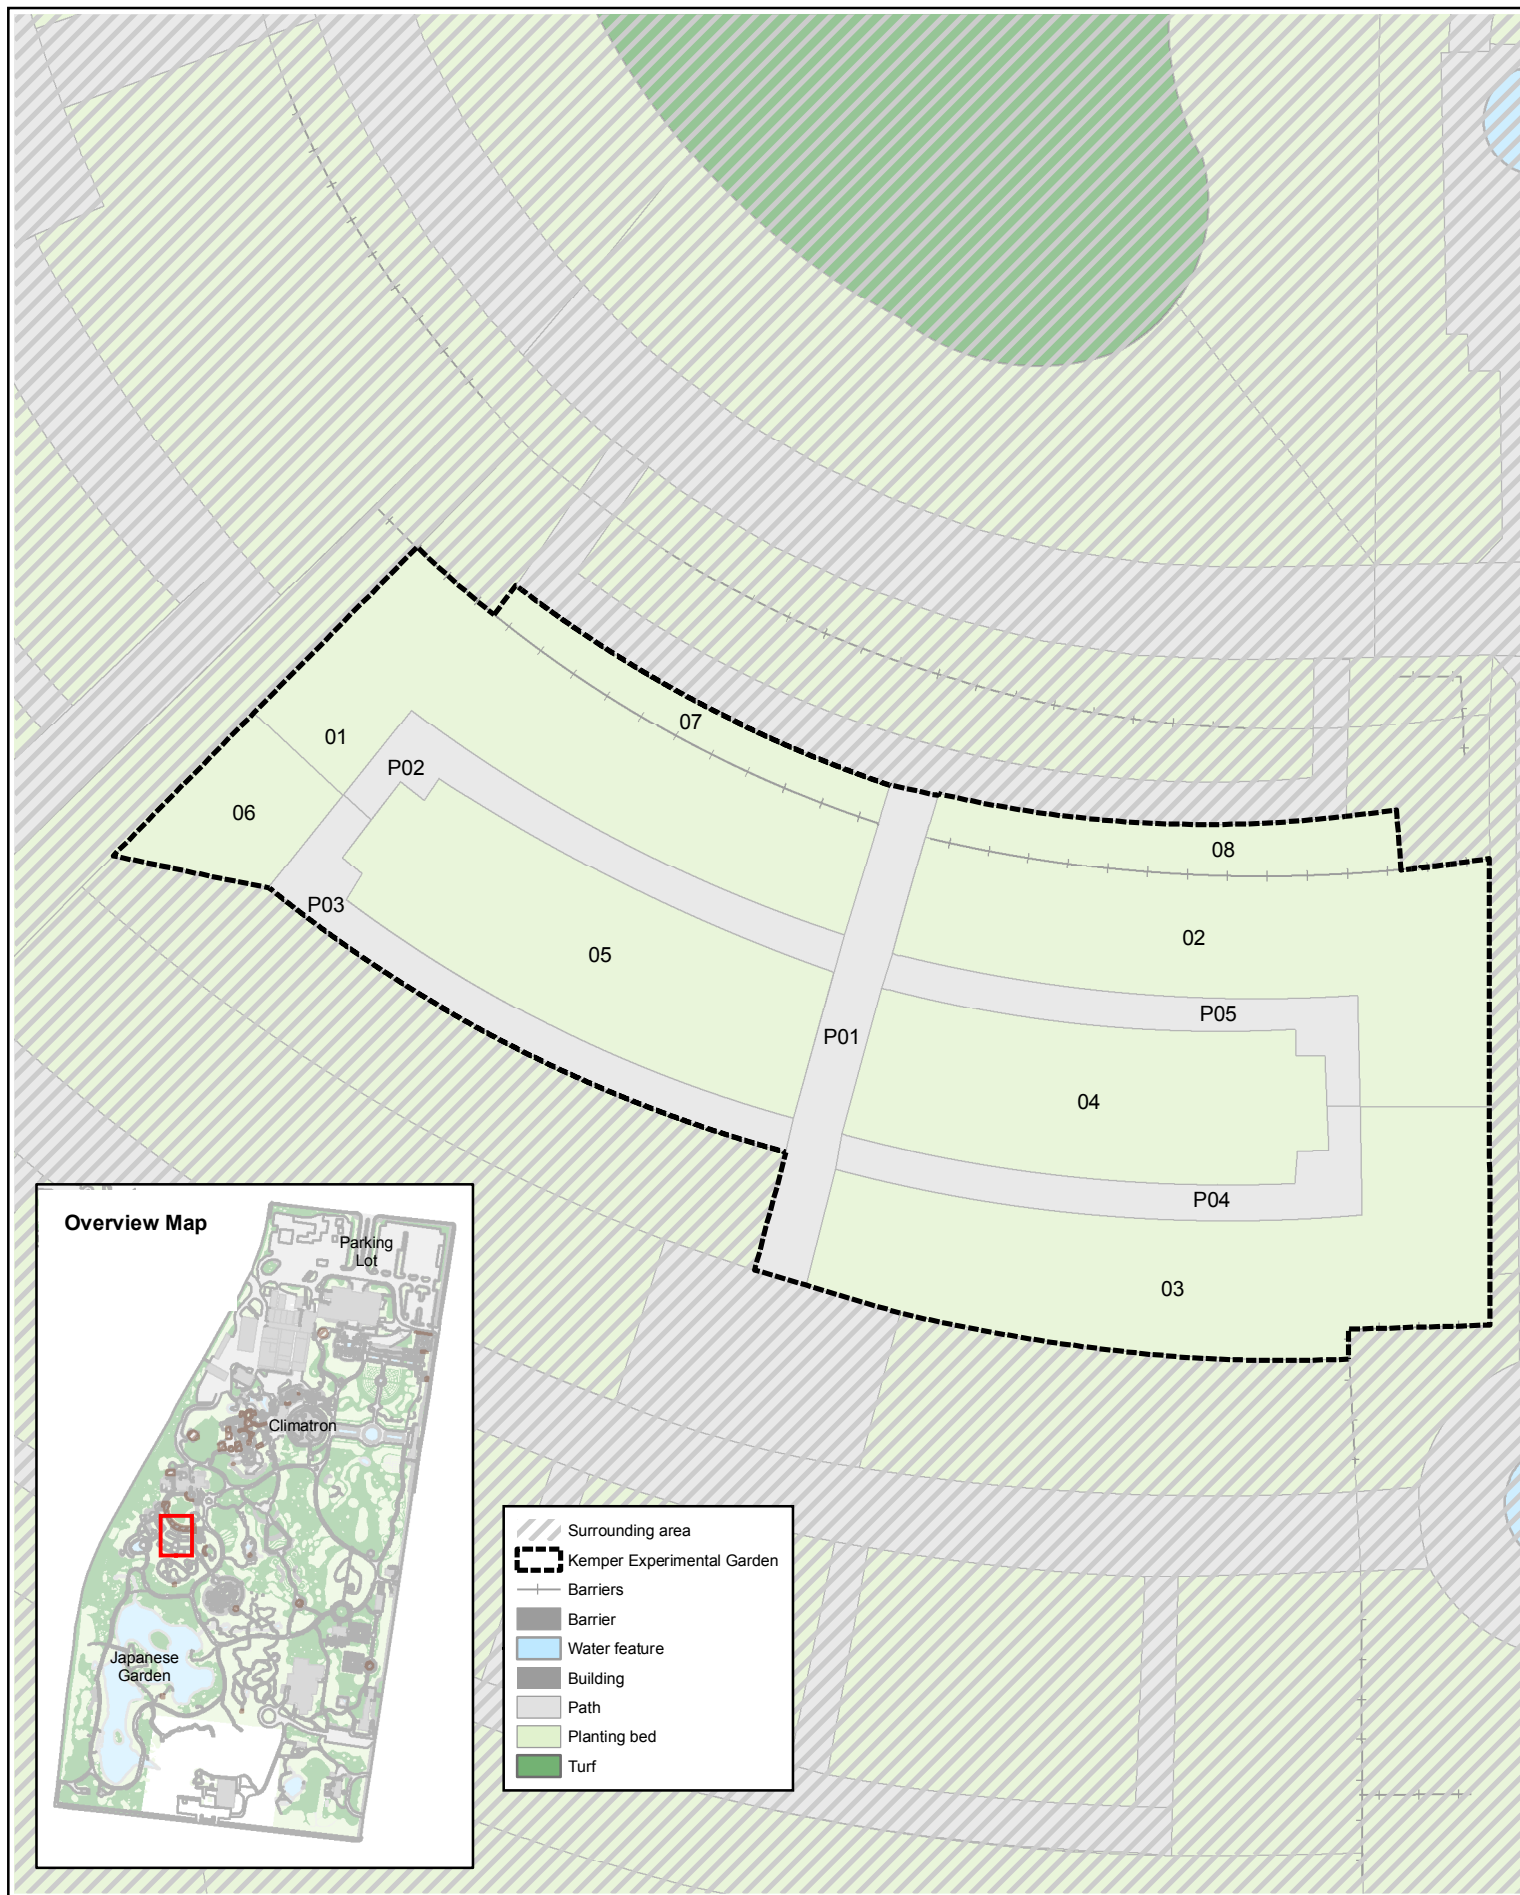 07
01
P02
06
08
P03
02
05
P05
P01
04
P04
03
Overview Map
Parking
Lot
Climatron
Japanese
Garden
Surrounding area
Kemper Experimental Garden
Barriers
Barrier
Water feature
Building
Path
Planting bed
Turf